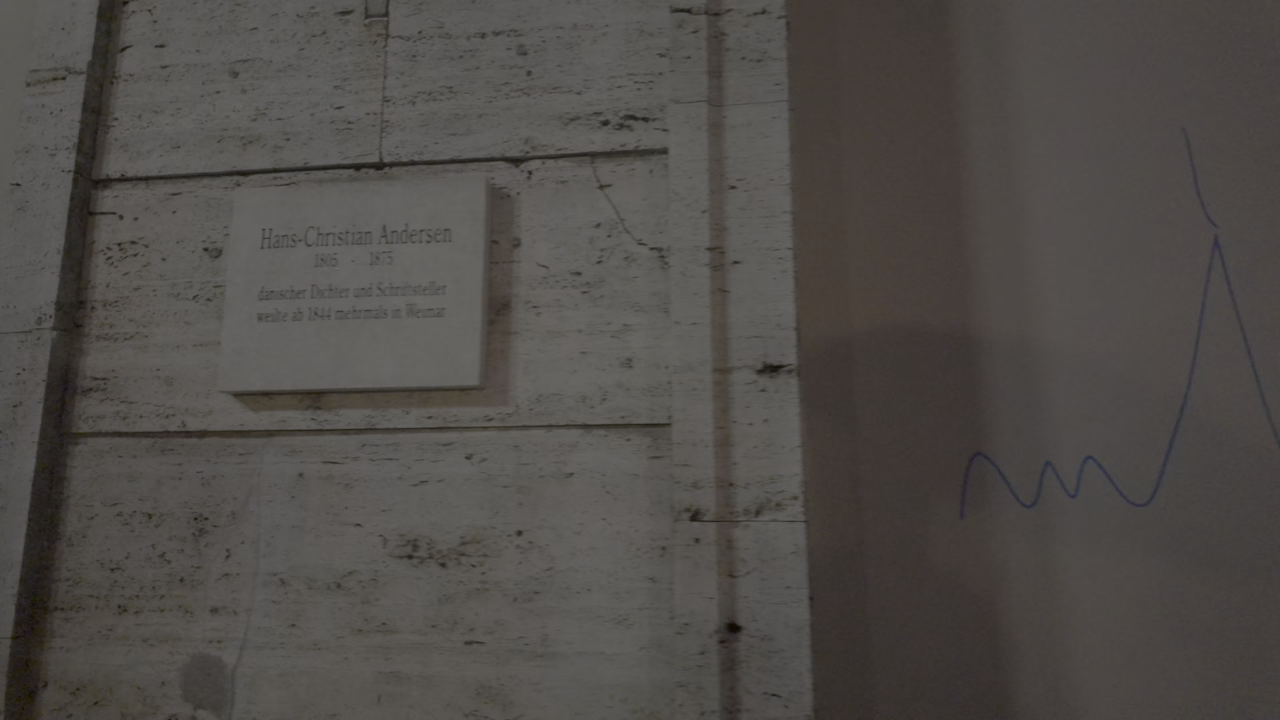 Hans-Christian Andersen
1805 - 1875
dänischer Dichter und Schriftsteller
weilte ab 1844 mehrmals in Weimar